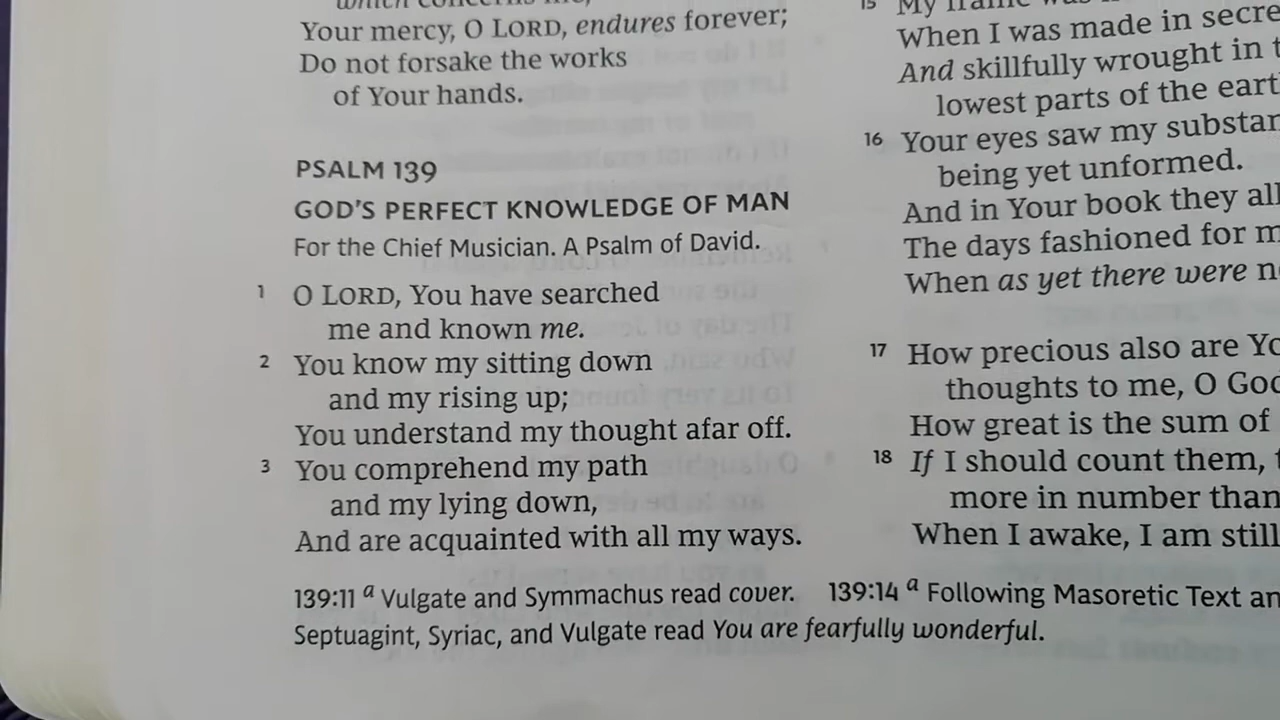 Your mercy, O LORD, endures forever;
Do not forsake the works
of Your hands.
PSALM 139
GOD'S PERFECT KNOWLEDGE OF MAN
For the Chief Musician. A Psalm of David.
1 O LORD, You have searched
me and known me.
2 You know my sitting down
and my rising up;
You understand my thought afar off.
3 You comprehend my path
and my lying down,
And are acquainted with all my ways.
15 My frame was
When I was made in
And skillfully wrought in
lowest parts of the
16 Your eyes saw my
being yet unformed.
And in Your book they all
The days fashioned for
When as yet there were
17 How precious also are
thoughts to me, O
How great is the sum of
18 If I should count them,
more in number than
When I awake, I am still
139:11 a Vulgate and Symmachus read cover. 139:14 a Following Masoretic Text
Septuagint, Syriac, and Vulgate read You are fearfully wonderful.